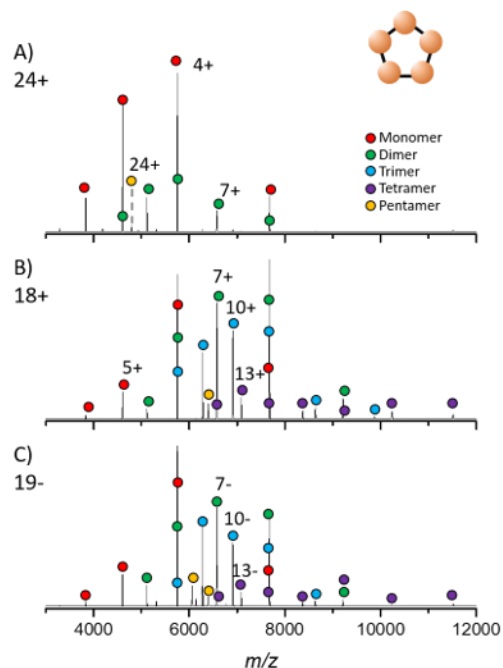 A)
24+
4+
24+
7+
Monomer
Dimer
Trimer
Tetramer
Pentamer
B)
18+
7+
10+
5+
13+
C)
19-
7-
10-
13-
4000 6000 8000 10000 12000
m/z